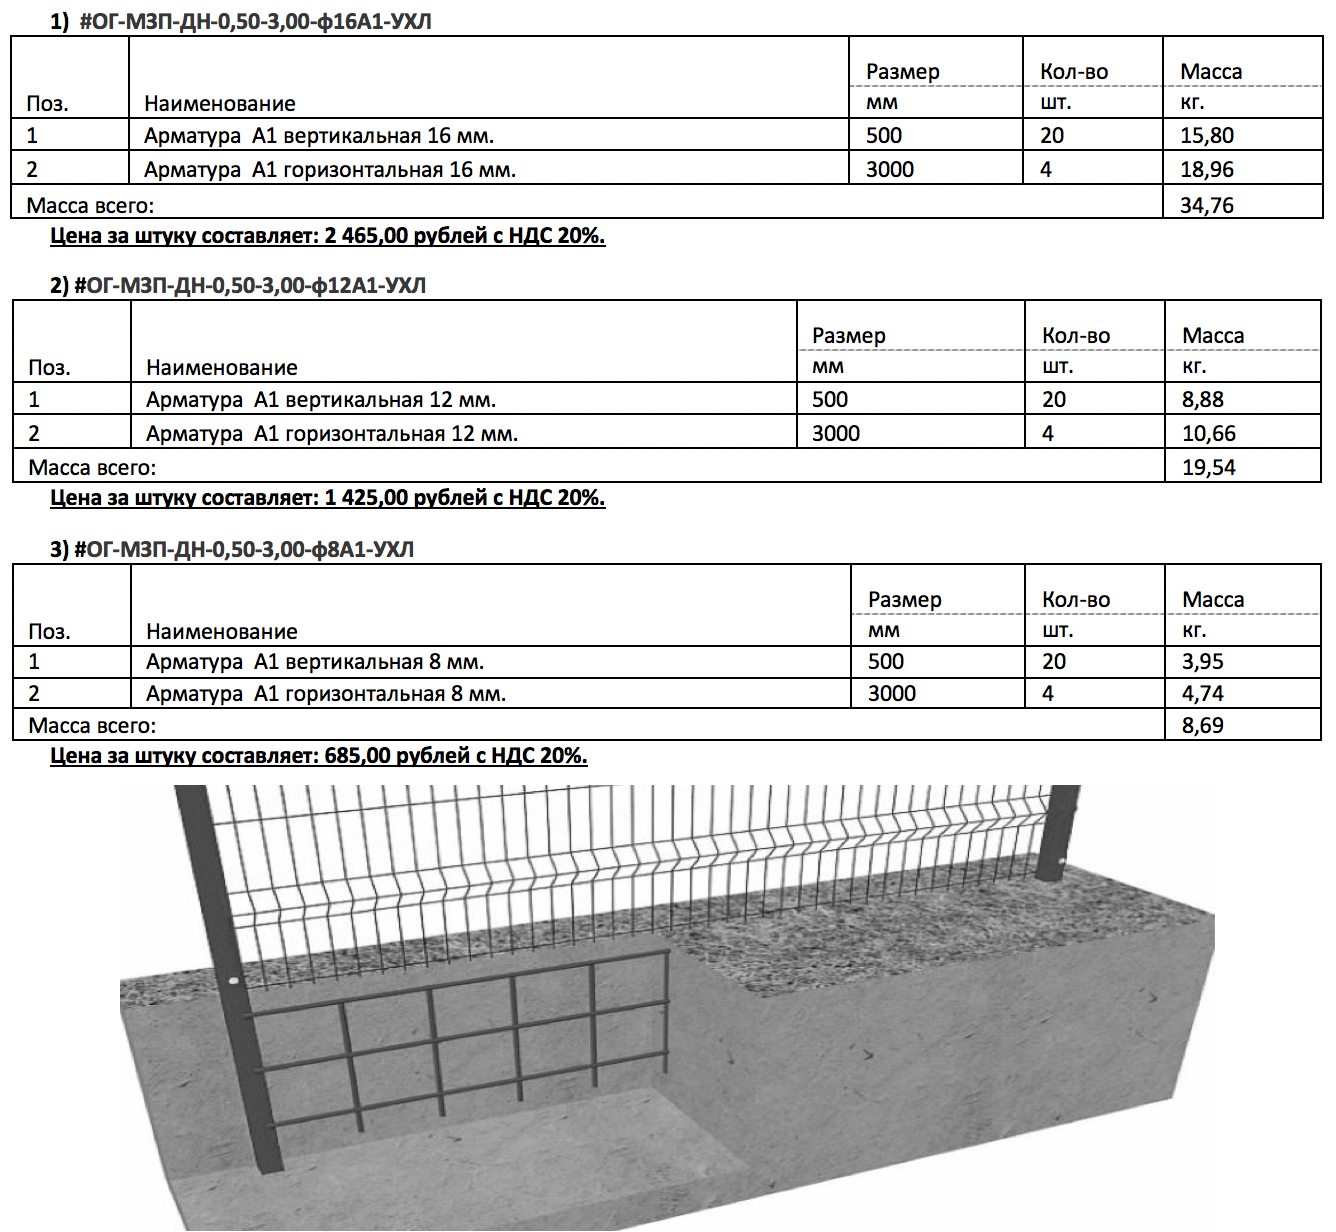 1) #ОГ-МЗП-ДН-0,50-3,00-ф16А1-УХЛ
Поз. Наименование Размер Кол-во Масса
мм шт. кг.
1 Арматура А1 вертикальная 16 мм. 500 20 15,80
2 Арматура А1 горизонтальная 16 мм. 3000 4 18,96
Масса всего: 34,76
Цена за штуку составляет: 2 465,00 рублей с НДС 20%.
2) #ОГ-МЗП-ДН-0,50-3,00-ф12А1-УХЛ
Поз. Наименование Размер Кол-во Масса
мм шт. кг.
1 Арматура А1 вертикальная 12 мм. 500 20 8,88
2 Арматура А1 горизонтальная 12 мм. 3000 4 10,66
Масса всего: 19,54
Цена за штуку составляет: 1 425,00 рублей с НДС 20%.
3) #ОГ-МЗП-ДН-0,50-3,00-ф8А1-УХЛ
Поз. Наименование Размер Кол-во Масса
мм шт. кг.
1 Арматура А1 вертикальная 8 мм. 500 20 3,95
2 Арматура А1 горизонтальная 8 мм. 3000 4 4,74
Масса всего: 8,69
Цена за штуку составляет: 685,00 рублей с НДС 20%.